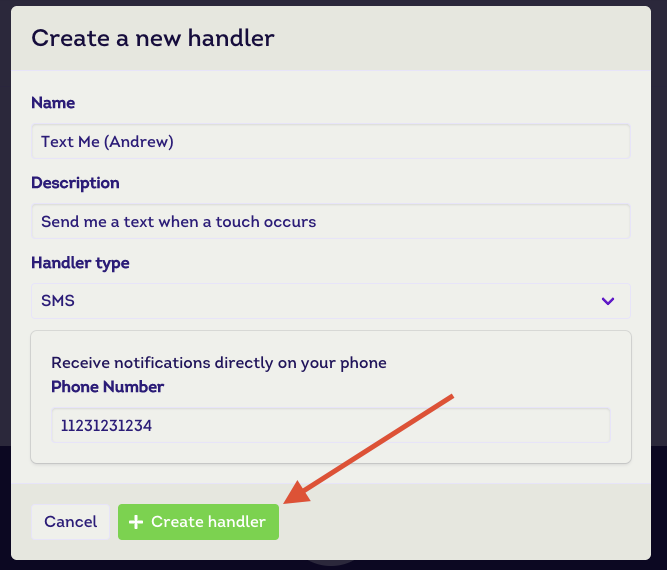 Create a new handler
Name
Text Me (Andrew)
Description
Send me a text when a touch occurs
Handler type
SMS
Receive notifications directly on your phone
Phone Number
11231231234
Cancel
+ Create handler